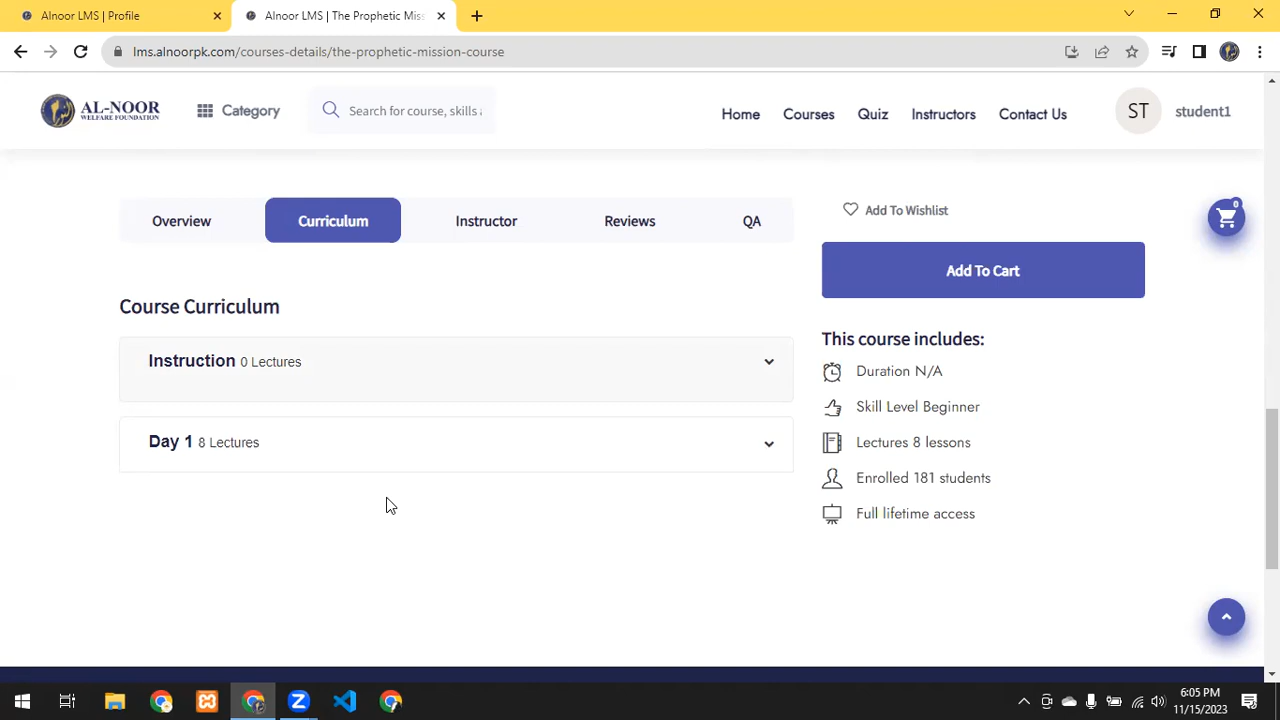 Alnoor LMS | Profile
Alnoor LMS | The Prophetic Mis
lms.alnoorpk.com/courses-details/the-prophetic-mission-course
AL-NOOR
WELFARE FOUNDATION
Category
Search for course, skills a
Home
Courses
Quiz
Instructors
Contact Us
ST
student1
Overview
Curriculum
Instructor
Reviews
QA
Add To Wishlist
0
Add To Cart
Course Curriculum
This course includes:
Instruction 0 Lectures
Duration N/A
Skill Level Beginner
Day 1 8 Lectures
Lectures 8 lessons
Enrolled 181 students
Full lifetime access
6:05 PM
11/15/2023